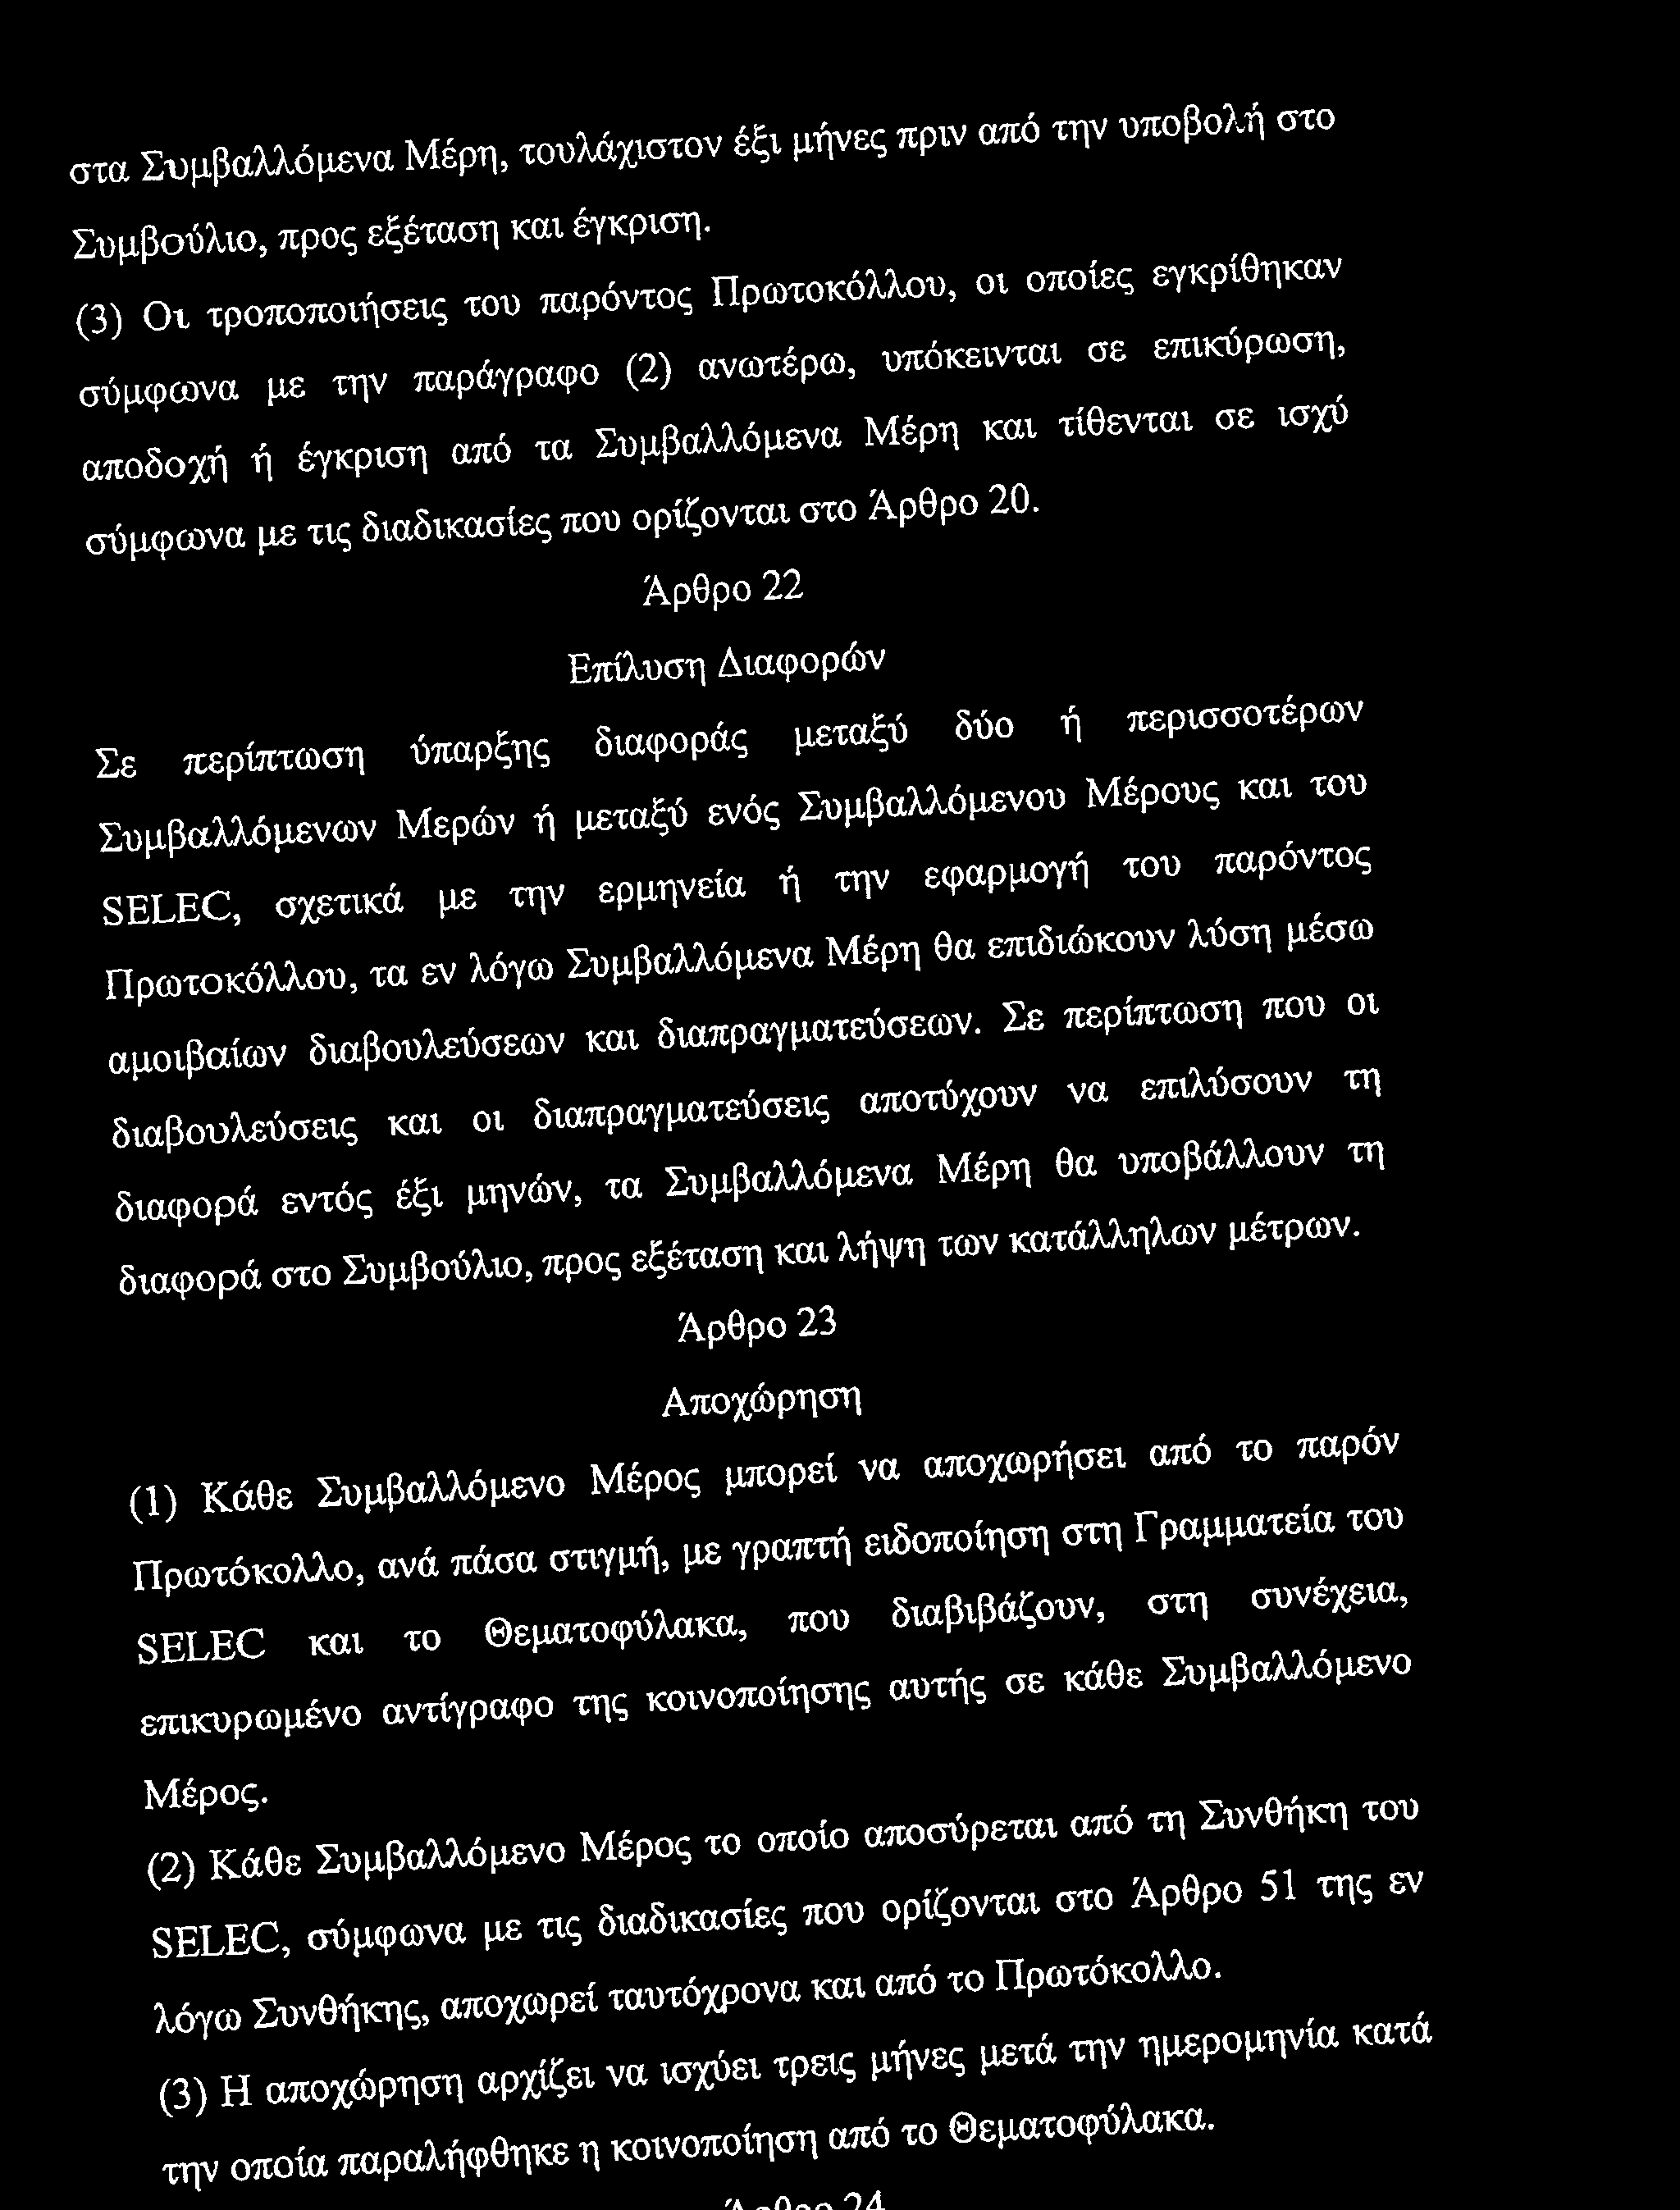 στα Συμβαλλόμενα Μέρη, τουλάχιστον έξι μήνες πριν από την υποβολή στο
Συμβούλιο, προς εξέταση και έγκριση.
(3) Οι τροποποιήσεις του παρόντος Πρωτοκόλλου, οι οποίες εγκρίθηκαν
σύμφωνα με την παράγραφο (2) ανωτέρω, υπόκεινται σε επικύρωση,
αποδοχή ή έγκριση από τα Συμβαλλόμενα Μέρη και τίθενται σε ισχύ
σύμφωνα με τις διαδικασίες που ορίζονται στο Άρθρο 20.
Άρθρο 22
Επίλυση Διαφορών
Σε περίπτωση ύπαρξης διαφοράς μεταξύ δύο ή περισσοτέρων
Συμβαλλόμενων Μερών ή μεταξύ ενός Συμβαλλόμενου Μέρους και του
SELEC, σχετικά με την ερμηνεία ή την εφαρμογή του παρόντος
Πρωτοκόλλου, τα εν λόγω Συμβαλλόμενα Μέρη θα επιδιώκουν λύση μέσω
αμοιβαίων διαβουλεύσεων και διαπραγματεύσεων. Σε περίπτωση που οι
διαβουλεύσεις και οι διαπραγματεύσεις αποτύχουν να επιλύσουν τη
διαφορά εντός έξι μηνών, τα Συμβαλλόμενα Μέρη θα υποβάλλουν τη
διαφορά στο Συμβούλιο, προς εξέταση και λήψη των κατάλληλων μέτρων.
Άρθρο 23
Αποχώρηση
(1) Κάθε Συμβαλλόμενο Μέρος μπορεί να αποχωρήσει από το παρόν
Πρωτόκολλο, ανά πάσα στιγμή, με γραπτή ειδοποίηση στη Γραμματεία του
SELEC και το Θεματοφύλακα, που διαβιβάζουν, στη συνέχεια,
επικυρωμένο αντίγραφο της κοινοποίησης αυτής σε κάθε Συμβαλλόμενο
Μέρος.
(2) Κάθε Συμβαλλόμενο Μέρος το οποίο αποσύρεται από τη Συνθήκη του
SELEC, σύμφωνα με τις διαδικασίες που ορίζονται στο Άρθρο 51 της εν
λόγω Συνθήκης, αποχωρεί ταυτόχρονα και από το Πρωτόκολλο.
(3) Η αποχώρηση αρχίζει να ισχύει τρεις μήνες μετά την ημερομηνία κατά
την οποία παραλήφθηκε η κοινοποίηση από το Θεματοφύλακα.
Άρθρο 24